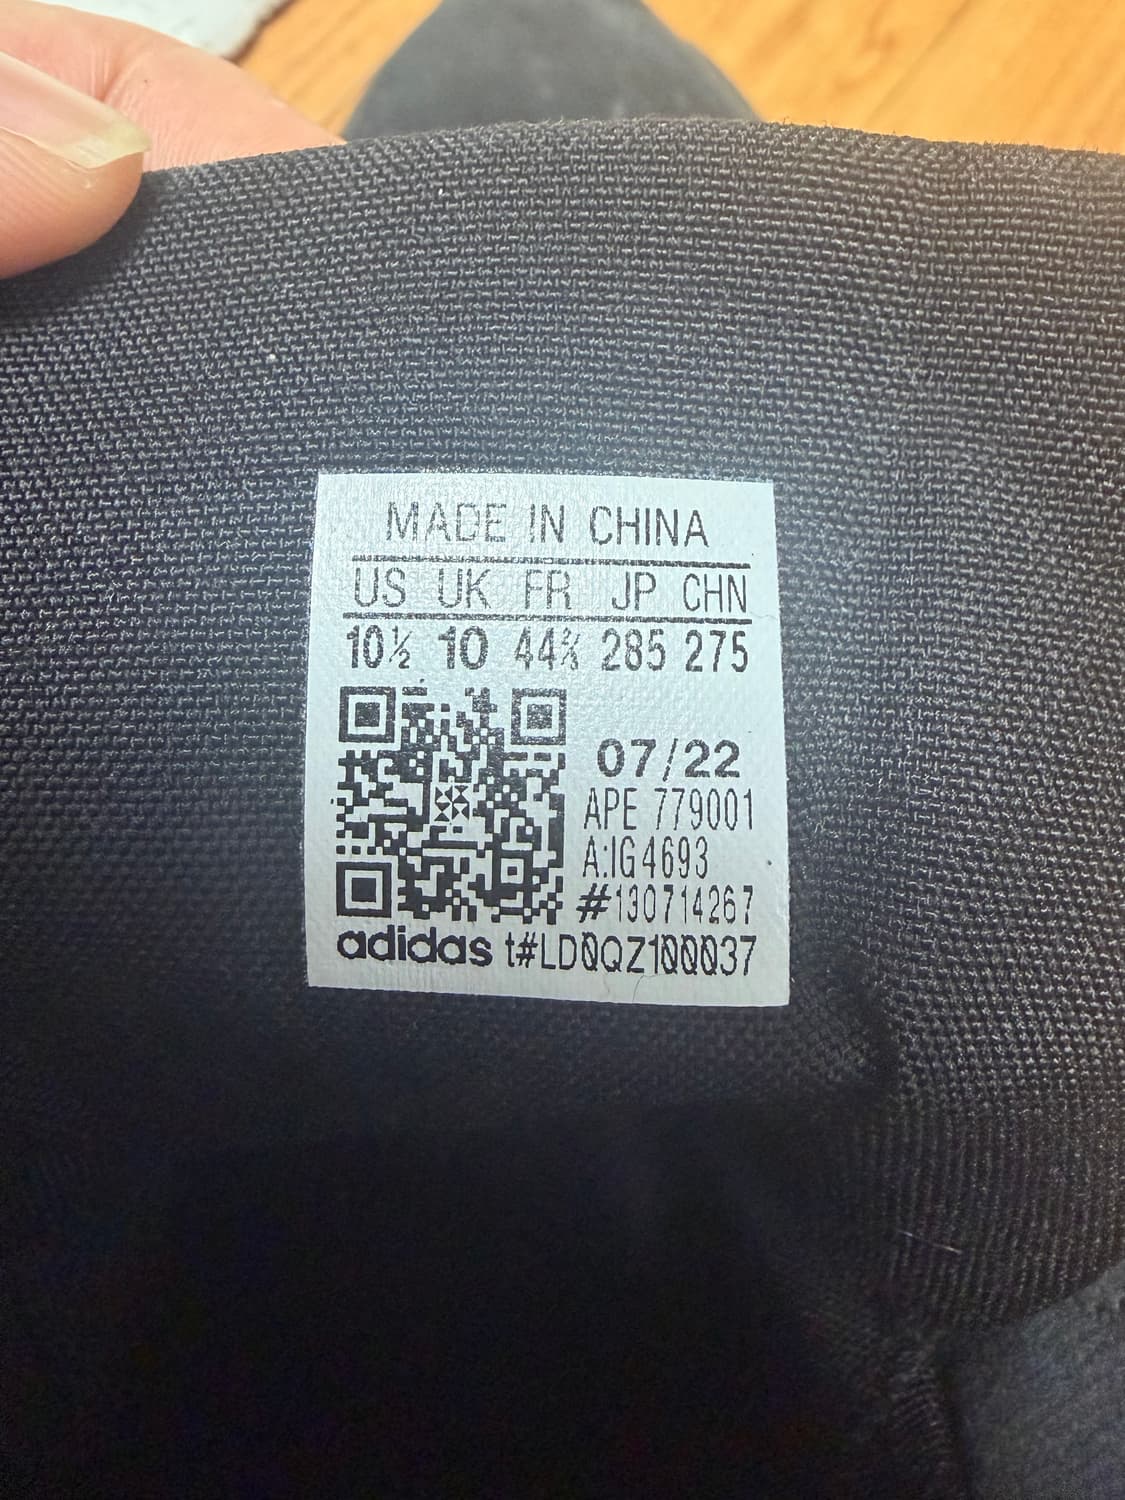 MADE IN CHINA
US UK FR JP CHN
10½ 10 44⅔ 285 275
07/22
APE 779001
A:IG4693
#130714267
adidas t#LD0QZ100037